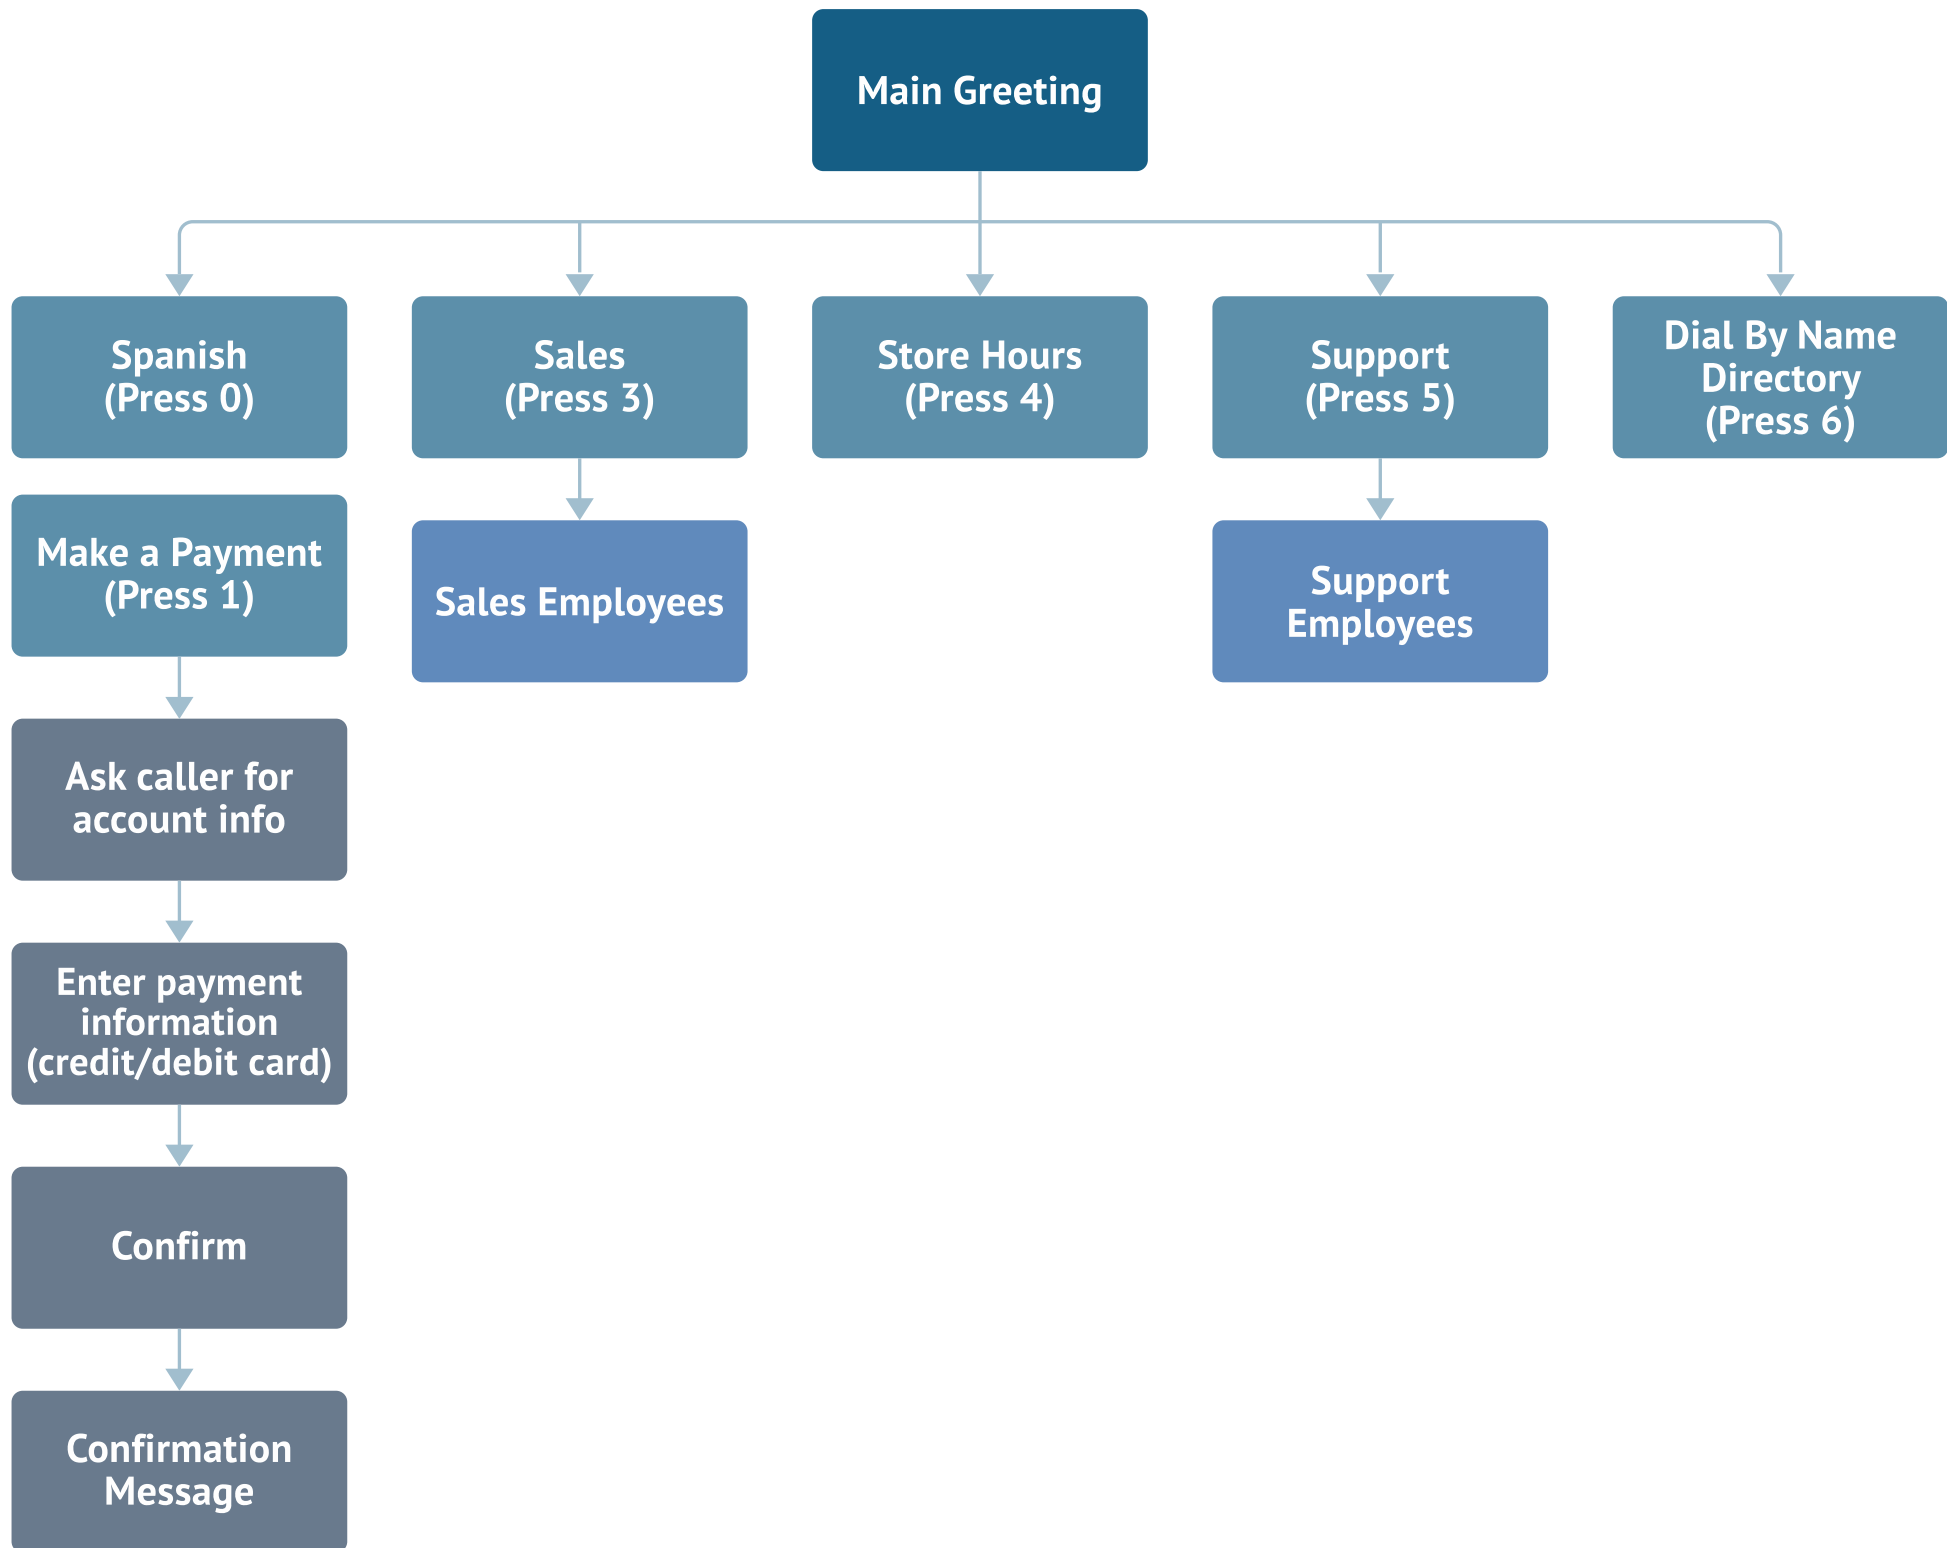 Main Greeting
Spanish
(Press 0)
Sales
(Press 3)
Store Hours
(Press 4)
Support
(Press 5)
Dial By Name
Directory
(Press 6)
Make a Payment
(Press 1)
Sales Employees
Support
Employees
Ask caller for
account info
Enter payment
information
(credit/debit card)
Confirm
Confirmation
Message